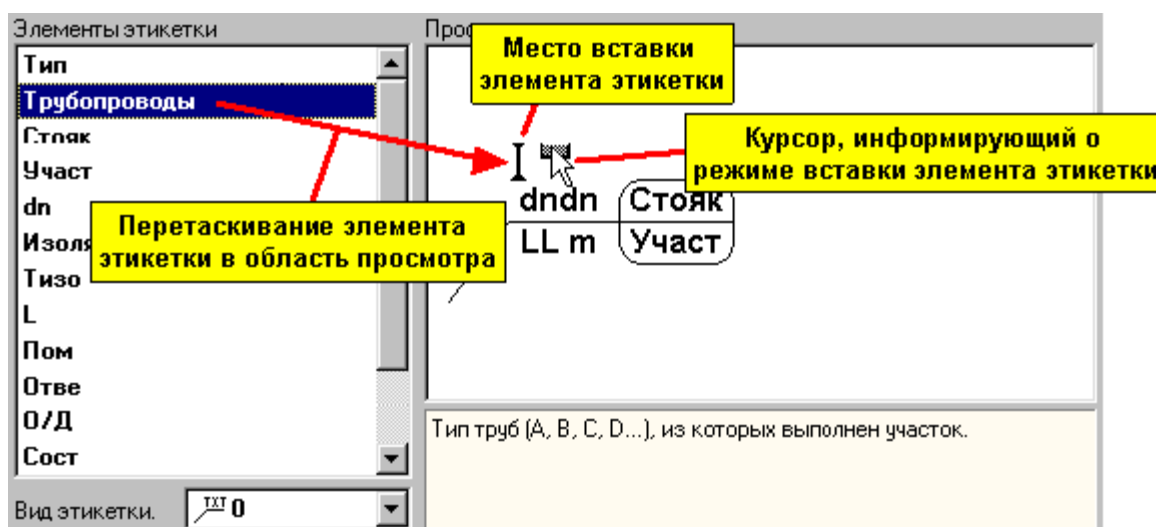 Элементы этикетки
Тип
Трубопроводы
Стояк
Участ
dn
Изоля
Тизо
L
Пом
Отве
О/Д
Сост
Вид этикетки.
TXT 0
Прос
Место вставки
элемента этикетки
Курсор, информирующий о
режиме вставки элемента этикетки
Перетаскивание элемента
этикетки в область просмотра
dndn Стояк
LL m Участ
Тип труб (A, B, C, D...), из которых выполнен участок.